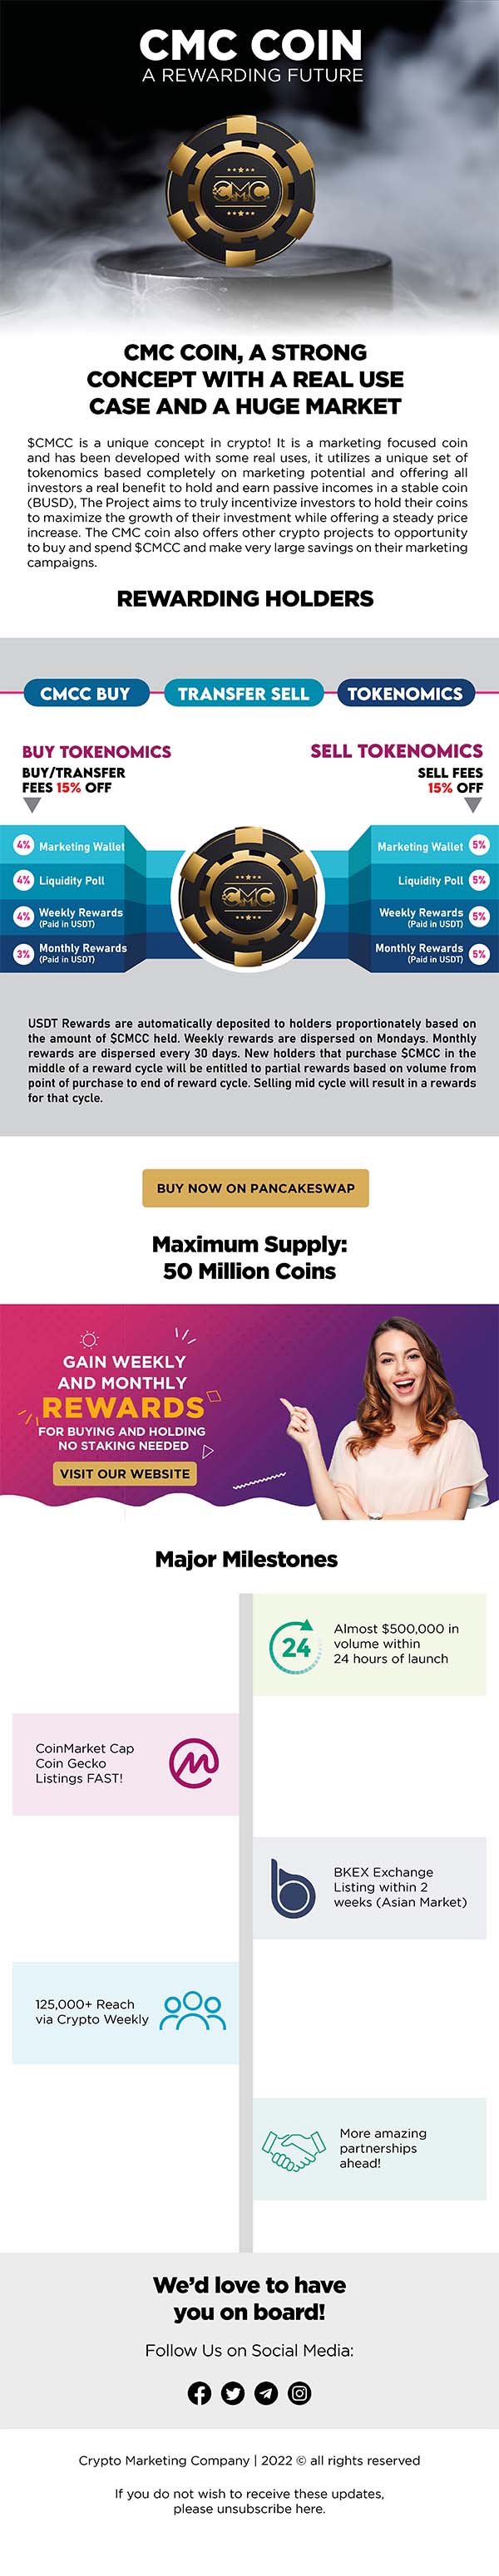 CMC COIN
A REWARDING FUTURE
CMC
CMC COIN, A STRONG
CONCEPT WITH A REAL USE
CASE AND A HUGE MARKET
$CMCC is a unique concept in crypto! It is a marketing focused coin
and has been developed with some real uses, it utilizes a unique set of
tokenomics based completely on marketing potential and offering all
investors a real benefit to hold and earn passive incomes in a stable coin
(BUSD), The Project aims to truly incentivize investors to hold their coins
to maximize the growth of their investment while offering a steady price
increase. The CMC coin also offers other crypto projects to opportunity
to buy and spend $CMCC and make very large savings on their marketing
campaigns.
REWARDING HOLDERS
CMCC BUY
TRANSFER SELL
TOKENOMICS
BUY TOKENOMICS
BUY/TRANSFER
FEES 15% OFF
SELL TOKENOMICS
SELL FEES
15% OFF
4% Marketing Wallet
4% Liquidity Poll
4% Weekly Rewards
(Paid in USDT)
3% Monthly Rewards
(Paid in USDT)
CMC
Marketing Wallet 5%
Liquidity Poll 5%
Weekly Rewards 5%
(Paid in USDT)
Monthly Rewards 5%
(Paid in USDT)
USDT Rewards are automatically deposited to holders proportionately based on
the amount of $CMCC held. Weekly rewards are dispersed on Mondays. Monthly
rewards are dispersed every 30 days. New holders that purchase $CMCC in the
middle of a reward cycle will be entitled to partial rewards based on volume from
point of purchase to end of reward cycle. Selling mid cycle will result in a rewards
for that cycle.
BUY NOW ON PANCAKESWAP
Maximum Supply:
50 Million Coins
GAIN WEEKLY
AND MONTHLY
REWARDS
FOR BUYING AND HOLDING
NO STAKING NEEDED
VISIT OUR WEBSITE
Major Milestones
24
Almost $500,000 in
volume within
24 hours of launch
CoinMarket Cap
Coin Gecko
Listings FAST!
BKEX Exchange
Listing within 2
weeks (Asian Market)
125,000+ Reach
via Crypto Weekly
More amazing
partnerships
ahead!
We'd love to have
you on board!
Follow Us on Social Media:
Crypto Marketing Company | 2022 © all rights reserved
If you do not wish to receive these updates,
please unsubscribe here.